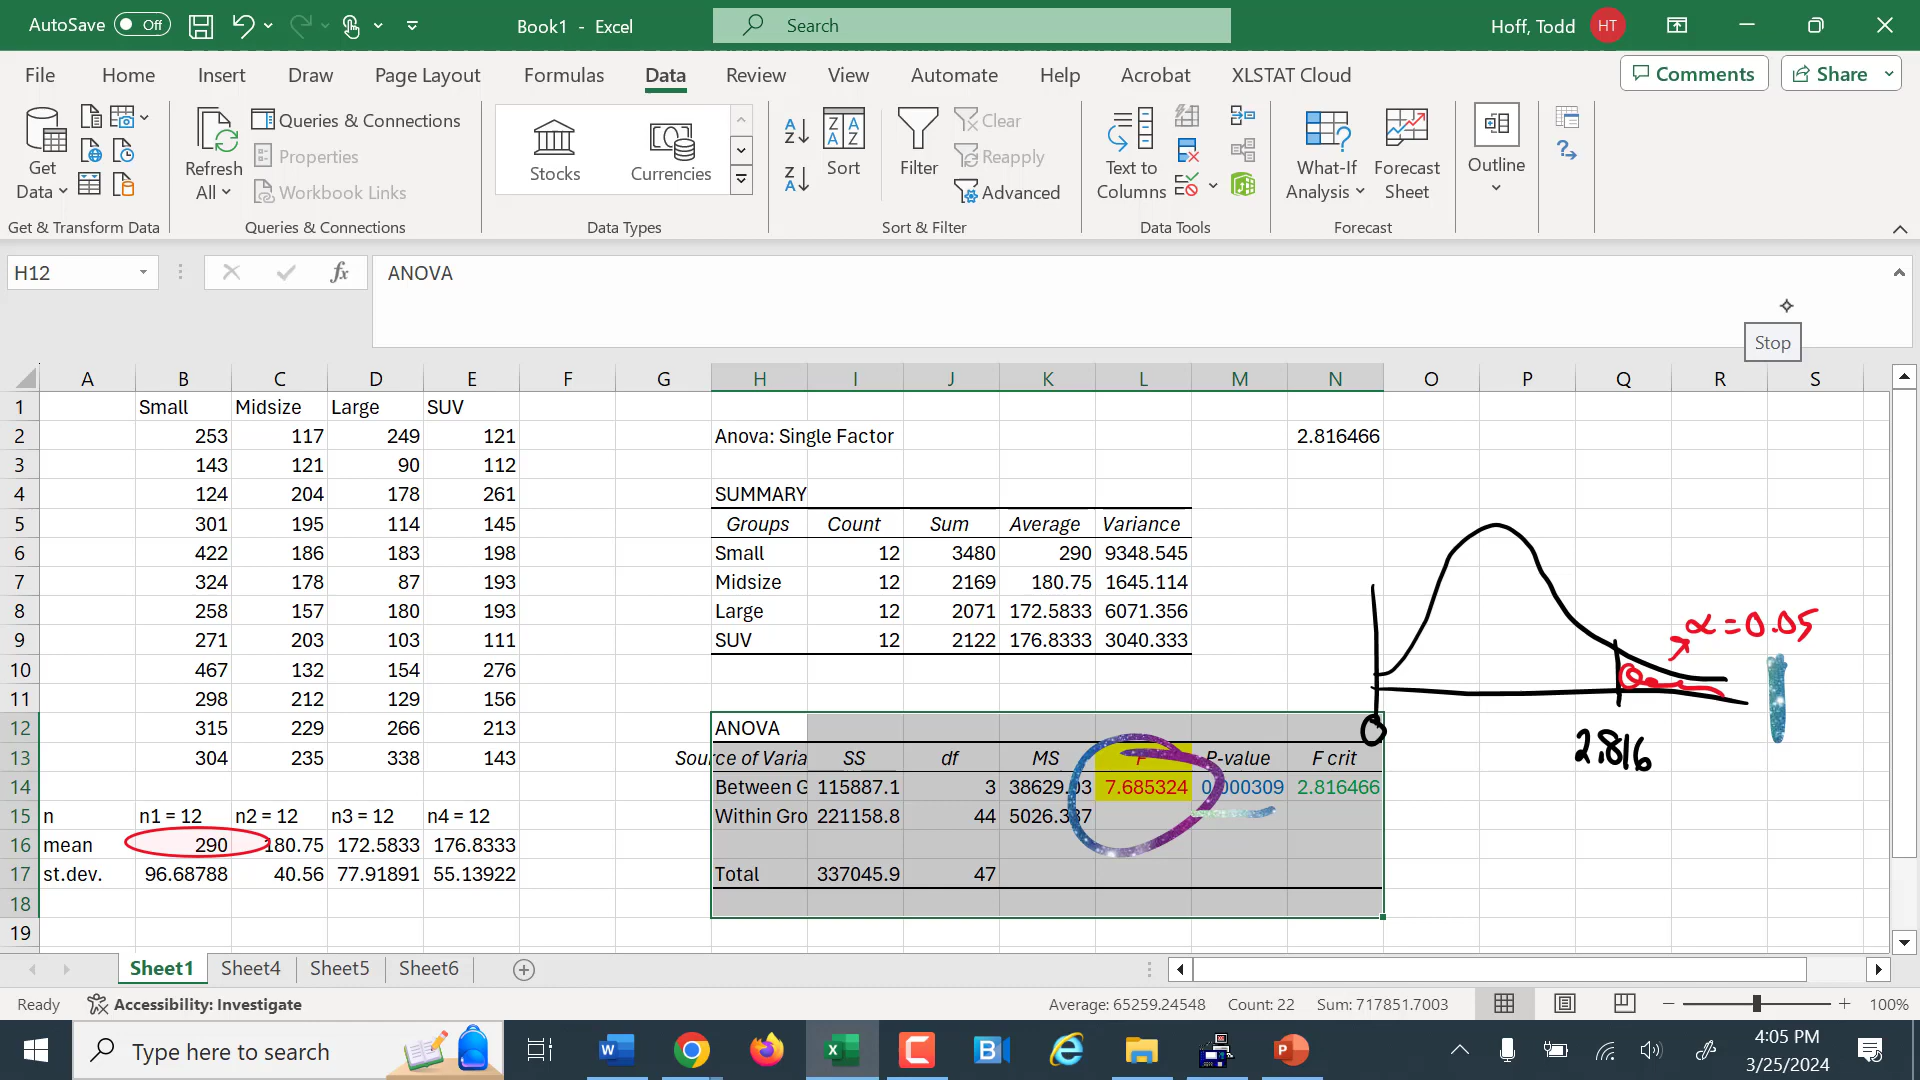 AutoSave Off Book1 - Excel Search Hoff, Todd HT
File Home Insert Draw Page Layout Formulas Data Review View Automate Help Acrobat XLSTAT Cloud Comments Share
Get Data
Refresh All
Queries & Connections
Properties
Workbook Links
Stocks
Currencies
Sort
Filter
Clear
Reapply
Advanced
Text to Columns
What-If Analysis
Forecast Sheet
Outline
Get & Transform Data Queries & Connections Data Types Sort & Filter Data Tools Forecast
H12 fx ANOVA
Stop
A B C D E F G H I J K L M N O P Q R S
1 Small Midsize Large SUV
2 253 117 249 121 Anova: Single Factor 2.816466
3 143 121 90 112
4 124 204 178 261 SUMMARY
5 301 195 114 145 Groups Count Sum Average Variance
6 422 186 183 198 Small 12 3480 290 9348.545
7 324 178 87 193 Midsize 12 2169 180.75 1645.114
8 258 157 180 193 Large 12 2071 172.5833 6071.356
9 271 203 103 111 SUV 12 2122 176.8333 3040.333
α = 0.05
10 467 132 154 276
11 298 212 129 156
12 315 229 266 213 ANOVA
0
2.816
13 304 235 338 143 Source of Varia SS df MS F P-value F crit
14 Between G 115887.1 3 38629.03 7.685324 0.000309 2.816466
15 n n1 = 12 n2 = 12 n3 = 12 n4 = 12 Within Gro 221158.8 44 5026.337
16 mean 290 180.75 172.5833 176.8333
17 st.dev. 96.68788 40.56 77.91891 55.13922 Total 337045.9 47
18
19
Sheet1 Sheet4 Sheet5 Sheet6
Ready Accessibility: Investigate Average: 65259.24548 Count: 22 Sum: 717851.7003 100%
Type here to search
4:05 PM
3/25/2024